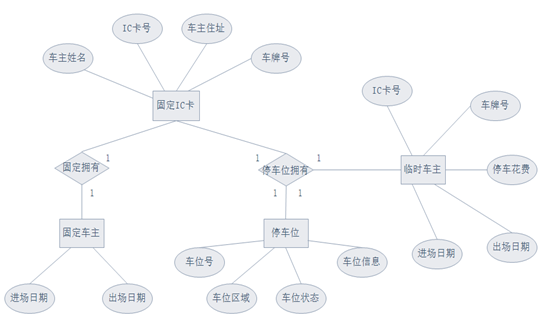 IC卡号
车主住址
车主姓名
车牌号
固定IC卡
IC卡号
车牌号
固定拥有
1
1
停车位拥有
1
临时车主
停车花费
1
1
1
固定车主
停车位
进场日期
出场日期
车位号
车位信息
进场日期
出场日期
车位区域
车位状态